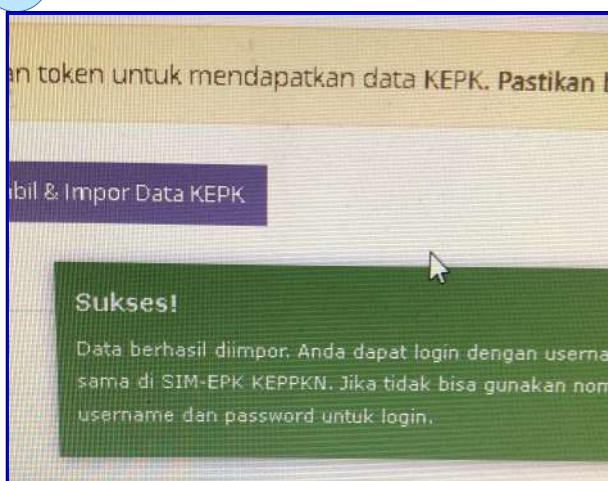 an token untuk mendapatkan data KEPK. Pastikan
bil & Impor Data KEPK
Sukses!
Data berhasil diimpor. Anda dapat login dengan userna
sama di SIM-EPK KEPPKN. Jika tidak bisa gunakan nom
username dan password untuk login.